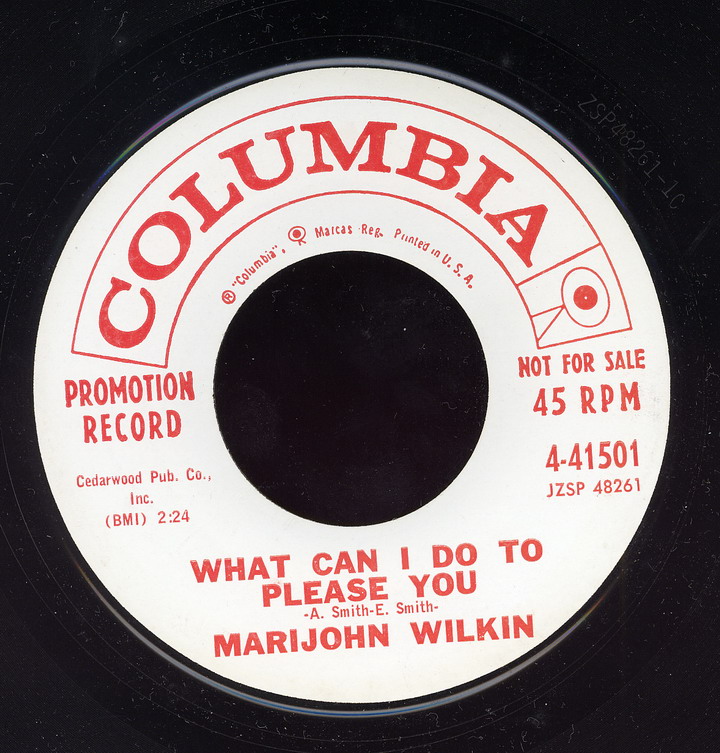 COLUMBIA
® "Columbia", Marcas Reg. Printed in U. S. A.
PROMOTION
RECORD
NOT FOR SALE
45 RPM
4-41501
JZSP 48261
Cedarwood Pub. Co.,
Inc.
(BMI) 2:24
WHAT CAN I DO TO
PLEASE YOU
-A. Smith-E. Smith-
MARIJOHN WILKIN
ZSP48261-1C